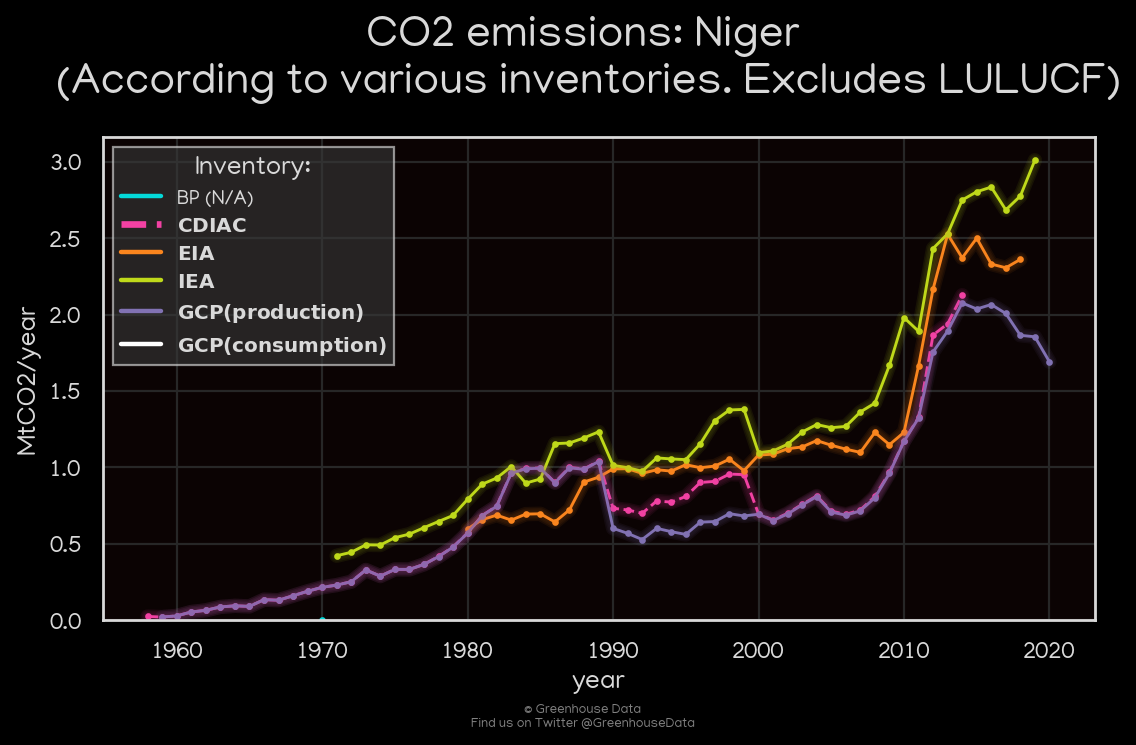 CO2 emissions: Niger
(According to various inventories. Excludes LULUCF)
Inventory:
BP (N/A)
CDIAC
EIA
IEA
GCP(production)
GCP(consumption)
MtCO2/year
3.0
2.5
2.0
1.5
1.0
0.5
0.0
1960 1970 1980 1990 2000 2010 2020
year
© Greenhouse Data
Find us on Twitter @GreenhouseData